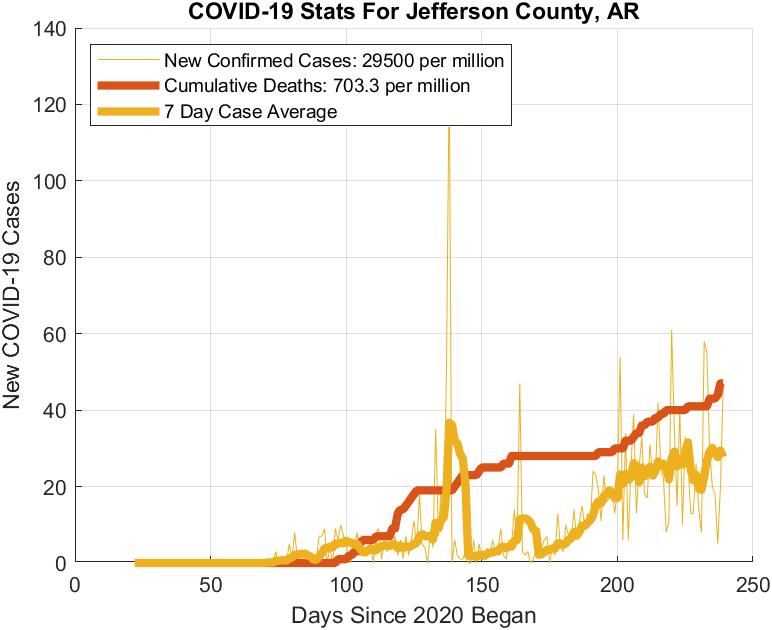 COVID-19 Stats For Jefferson County, AR
New Confirmed Cases: 29500 per million
Cumulative Deaths: 703.3 per million
7 Day Case Average
New COVID-19 Cases
140
120
100
80
60
40
20
0
0 50 100 150 200 250
Days Since 2020 Began